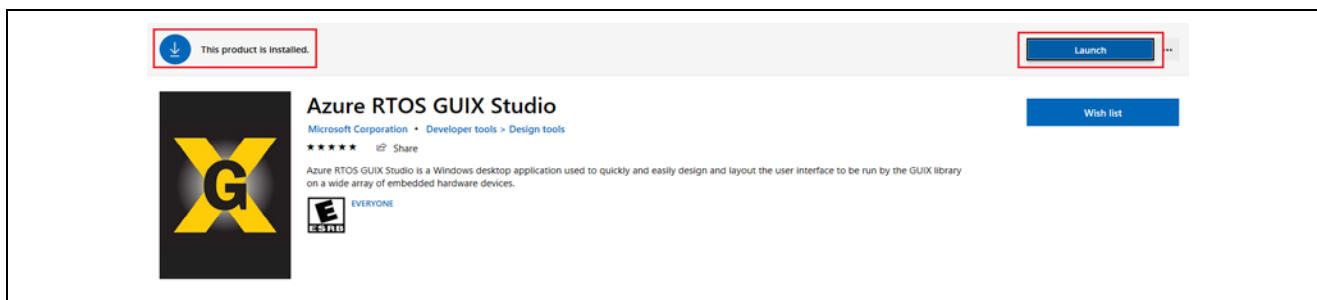 This product is installed.
Launch
...
Azure RTOS GUIX Studio
Microsoft Corporation • Developer tools > Design tools
Wish list
★★★★★ Share
Azure RTOS GUIX Studio is a Windows desktop application used to quickly and easily design and layout the user interface to be run by the GUIX library
on a wide array of embedded hardware devices.
G
X
E
ESRB
EVERYONE